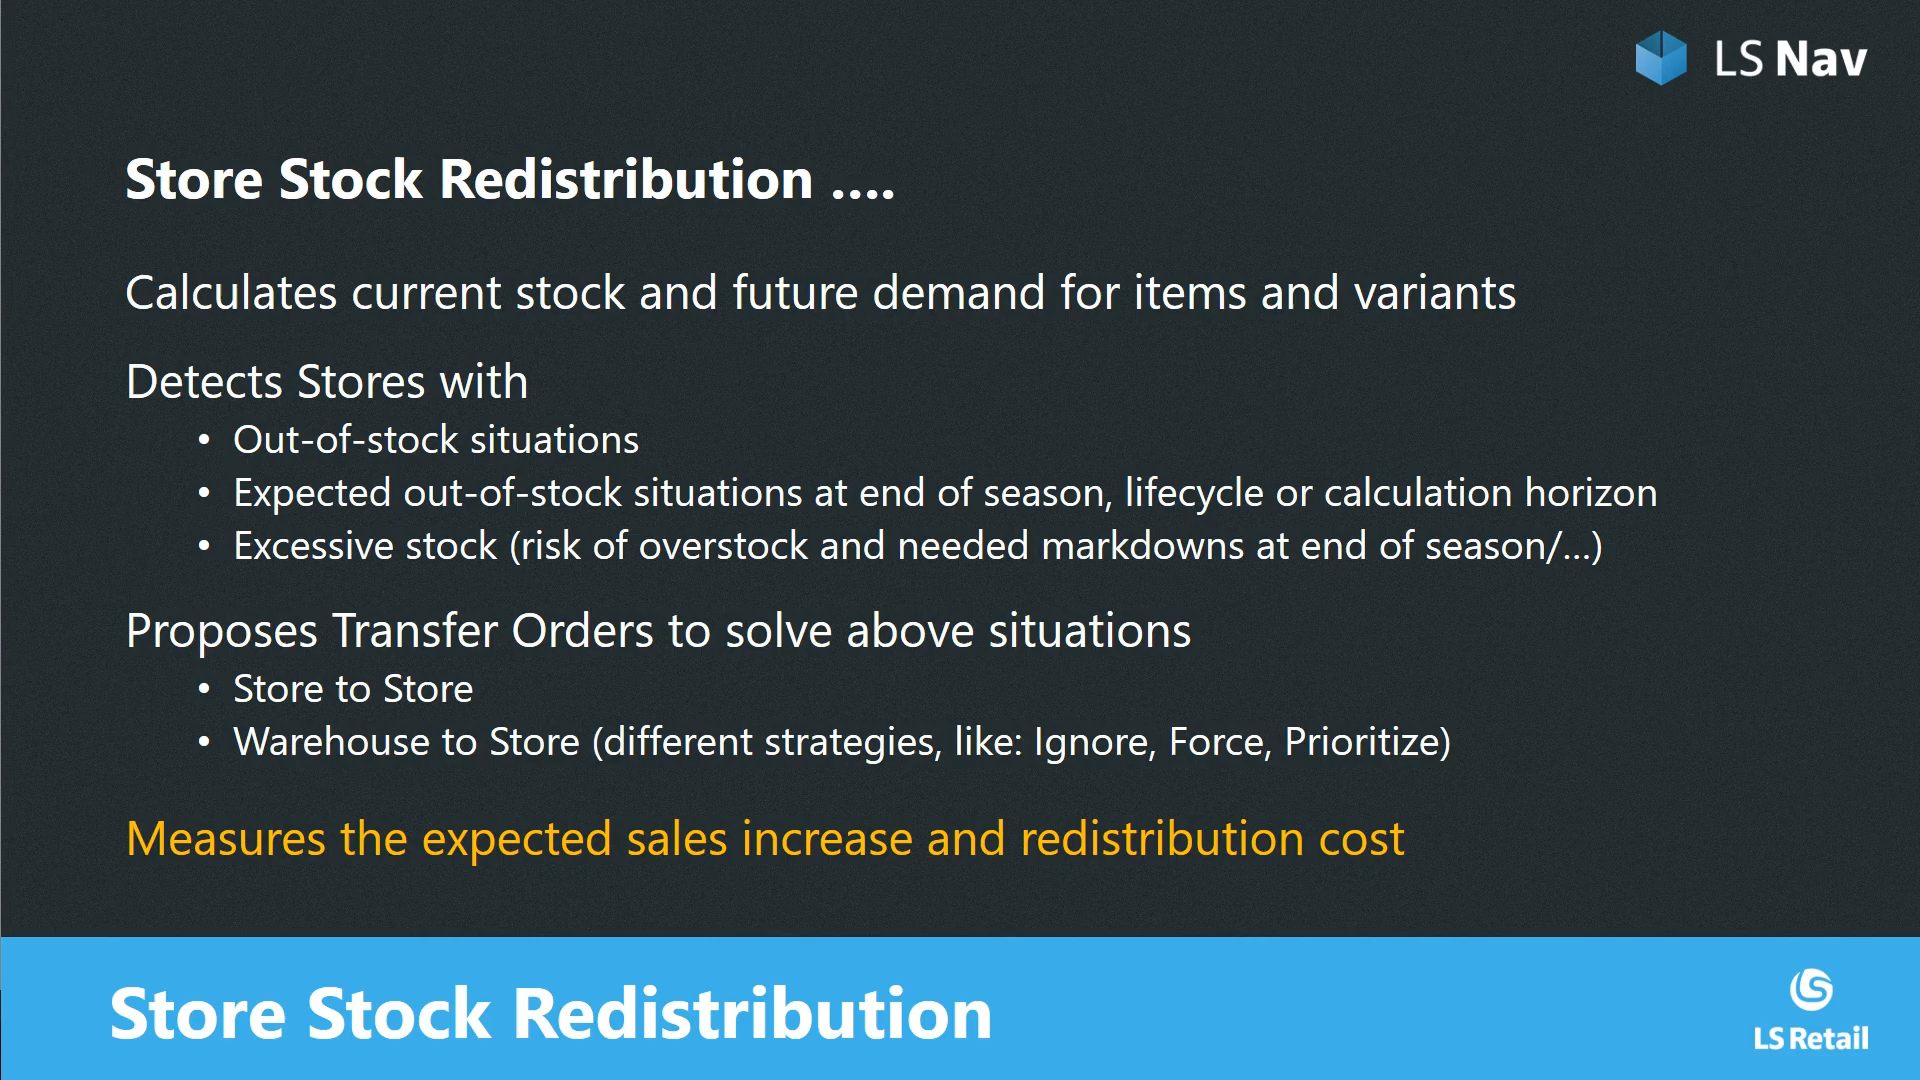 LS Nav
Store Stock Redistribution ....
Calculates current stock and future demand for items and variants
Detects Stores with
• Out-of-stock situations
• Expected out-of-stock situations at end of season, lifecycle or calculation horizon
• Excessive stock (risk of overstock and needed markdowns at end of season/...)
Proposes Transfer Orders to solve above situations
• Store to Store
• Warehouse to Store (different strategies, like: Ignore, Force, Prioritize)
Measures the expected sales increase and redistribution cost
Store Stock Redistribution
LS Retail